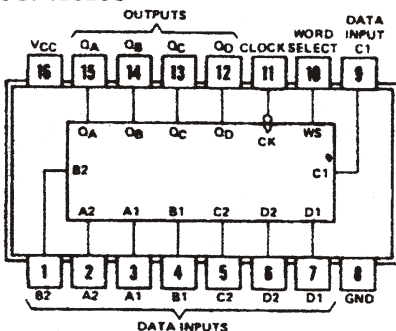 OUTPUTS
DATA
WORD INPUT
VCC QA QB QC QD CLOCK SELECT C1
16 15 14 13 12 11 10 9
QA QB QC QD CK WS
B2 C1
A2 A1 B1 C2 D2 D1
1 2 3 4 5 6 7 8
B2 A2 A1 B1 C2 D2 D1 GND
DATA INPUTS